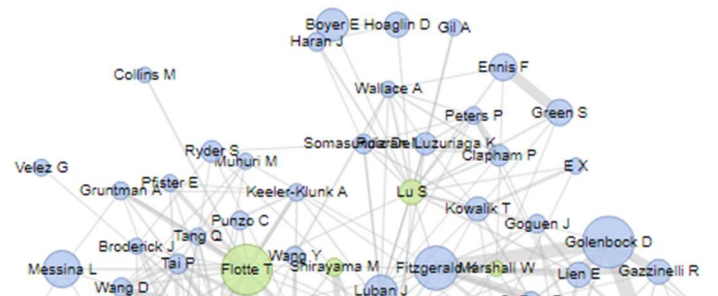 Boyer E
Hoaglin D
Gil A
Haran J
Ennis F
Collins M
Wallace A
Green S
Peters P
Ryder S
Luzuriaga K
Muhuri M
Clapham P
Velez G
E X
Pfister E
Gruntman A
Keeler-Klunk A
Lu S
Kowalik T
Punzo C
Goguen J
Tang Q
Broderick J
Golenbock D
Wang Y
Tai P
Shirayama M
Messina L
Flotte T
Fitzgerald K
Marshall W
Lien E
Gazzinelli R
Wang D
Luban J